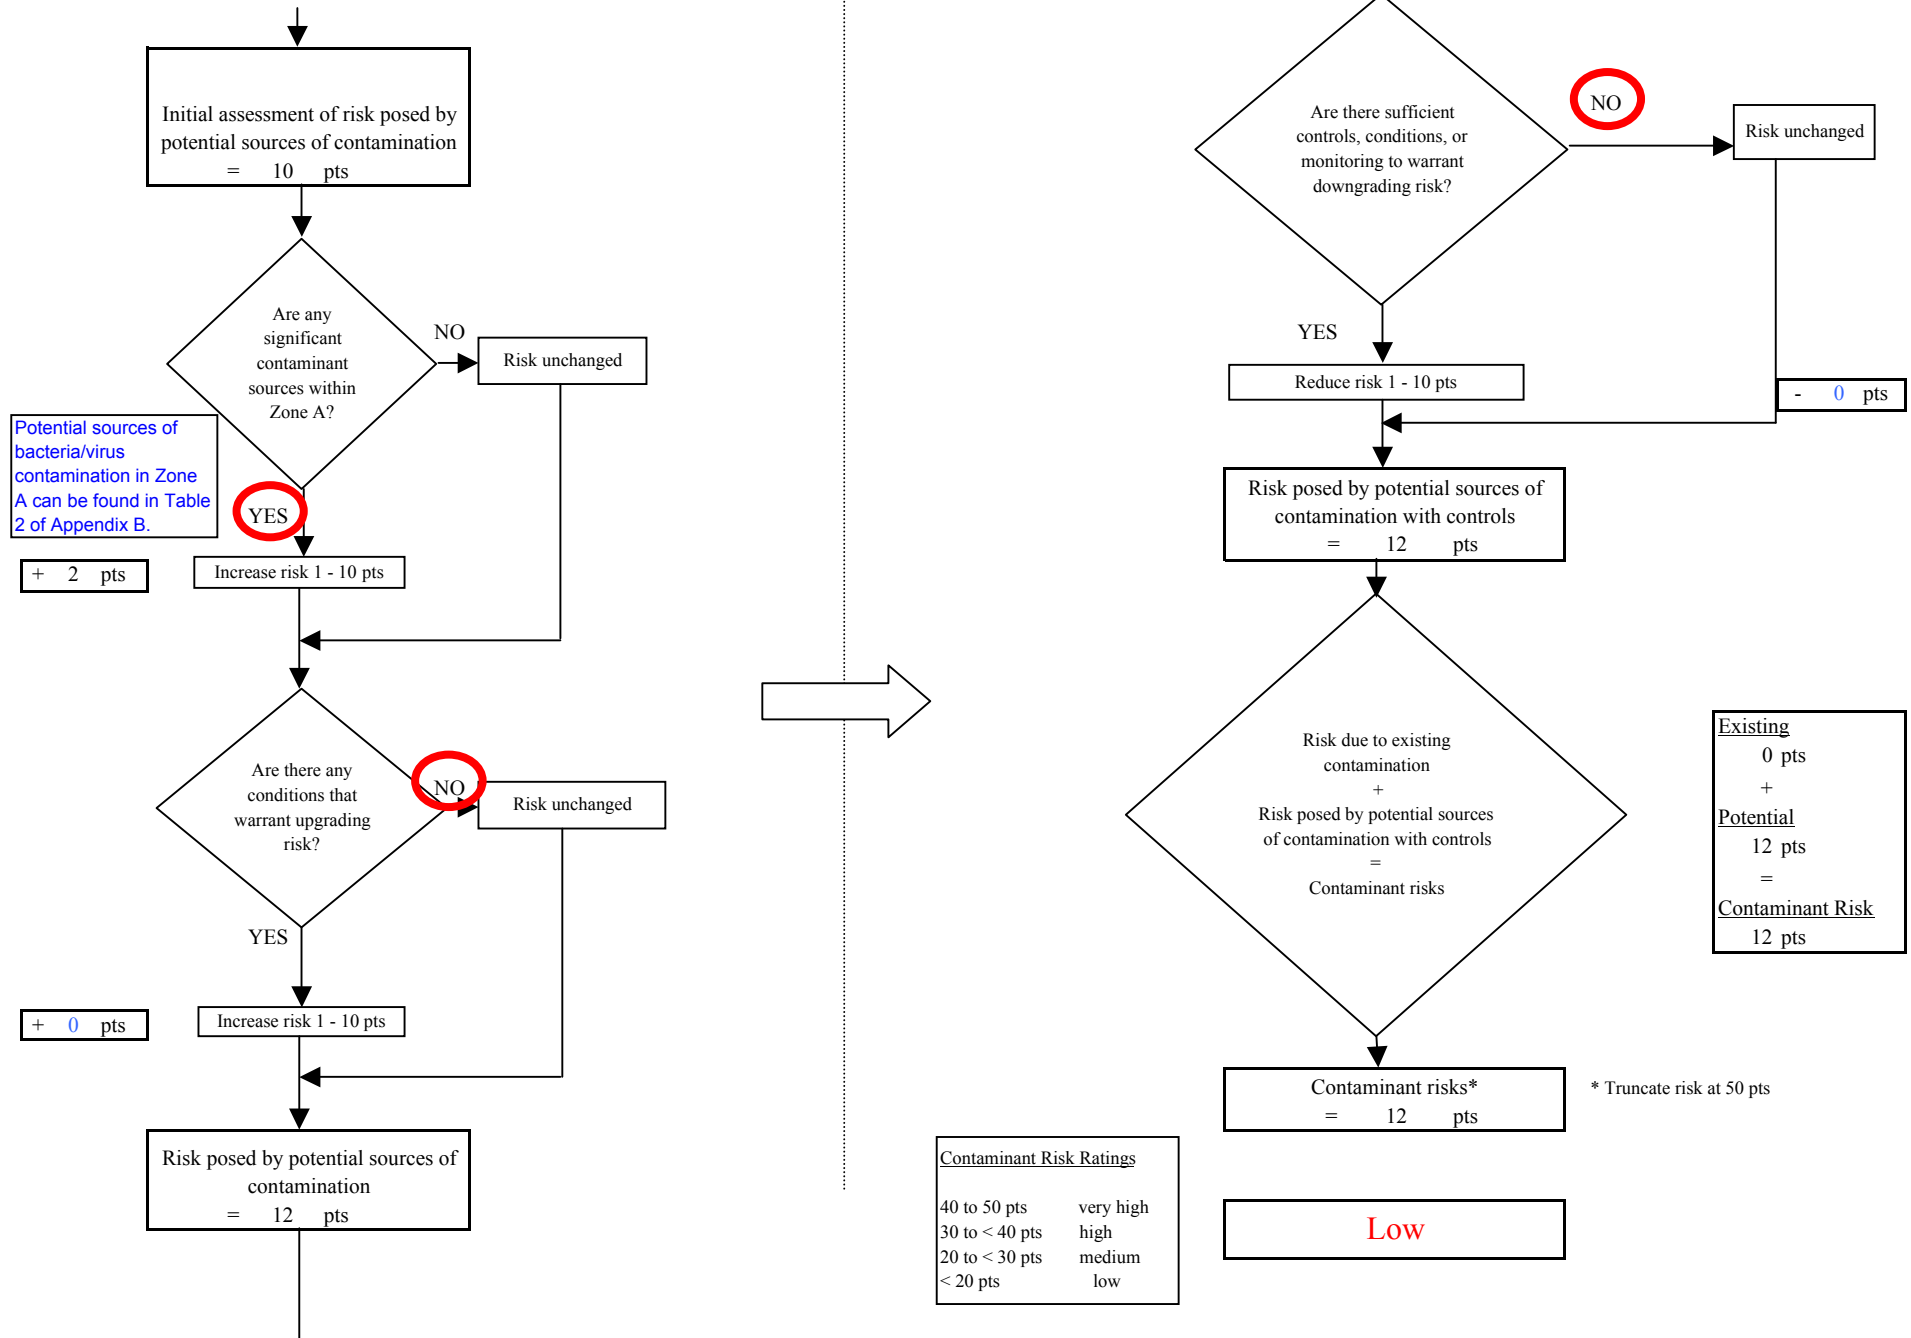 Initial assessment of risk posed by
potential sources of contamination
= 10 pts
Are any
significant
contaminant
sources within
Zone A?
NO
Risk unchanged
Potential sources of
bacteria/virus
contamination in Zone
A can be found in Table
2 of Appendix B.
YES
+ 2 pts
Increase risk 1 - 10 pts
Are there any
conditions that
warrant upgrading
risk?
NO
Risk unchanged
YES
+ 0 pts
Increase risk 1 - 10 pts
Risk posed by potential sources of
contamination
= 12 pts
Are there sufficient
controls, conditions, or
monitoring to warrant
downgrading risk?
NO
Risk unchanged
YES
Reduce risk 1 - 10 pts
- 0 pts
Risk posed by potential sources of
contamination with controls
= 12 pts
Risk due to existing
contamination
+
Risk posed by potential sources
of contamination with controls
=
Contaminant risks
Existing
0 pts
+
Potential
12 pts
=
Contaminant Risk
12 pts
Contaminant risks*
= 12 pts
* Truncate risk at 50 pts
Contaminant Risk Ratings
40 to 50 pts very high
30 to < 40 pts high
20 to < 30 pts medium
< 20 pts low
Low